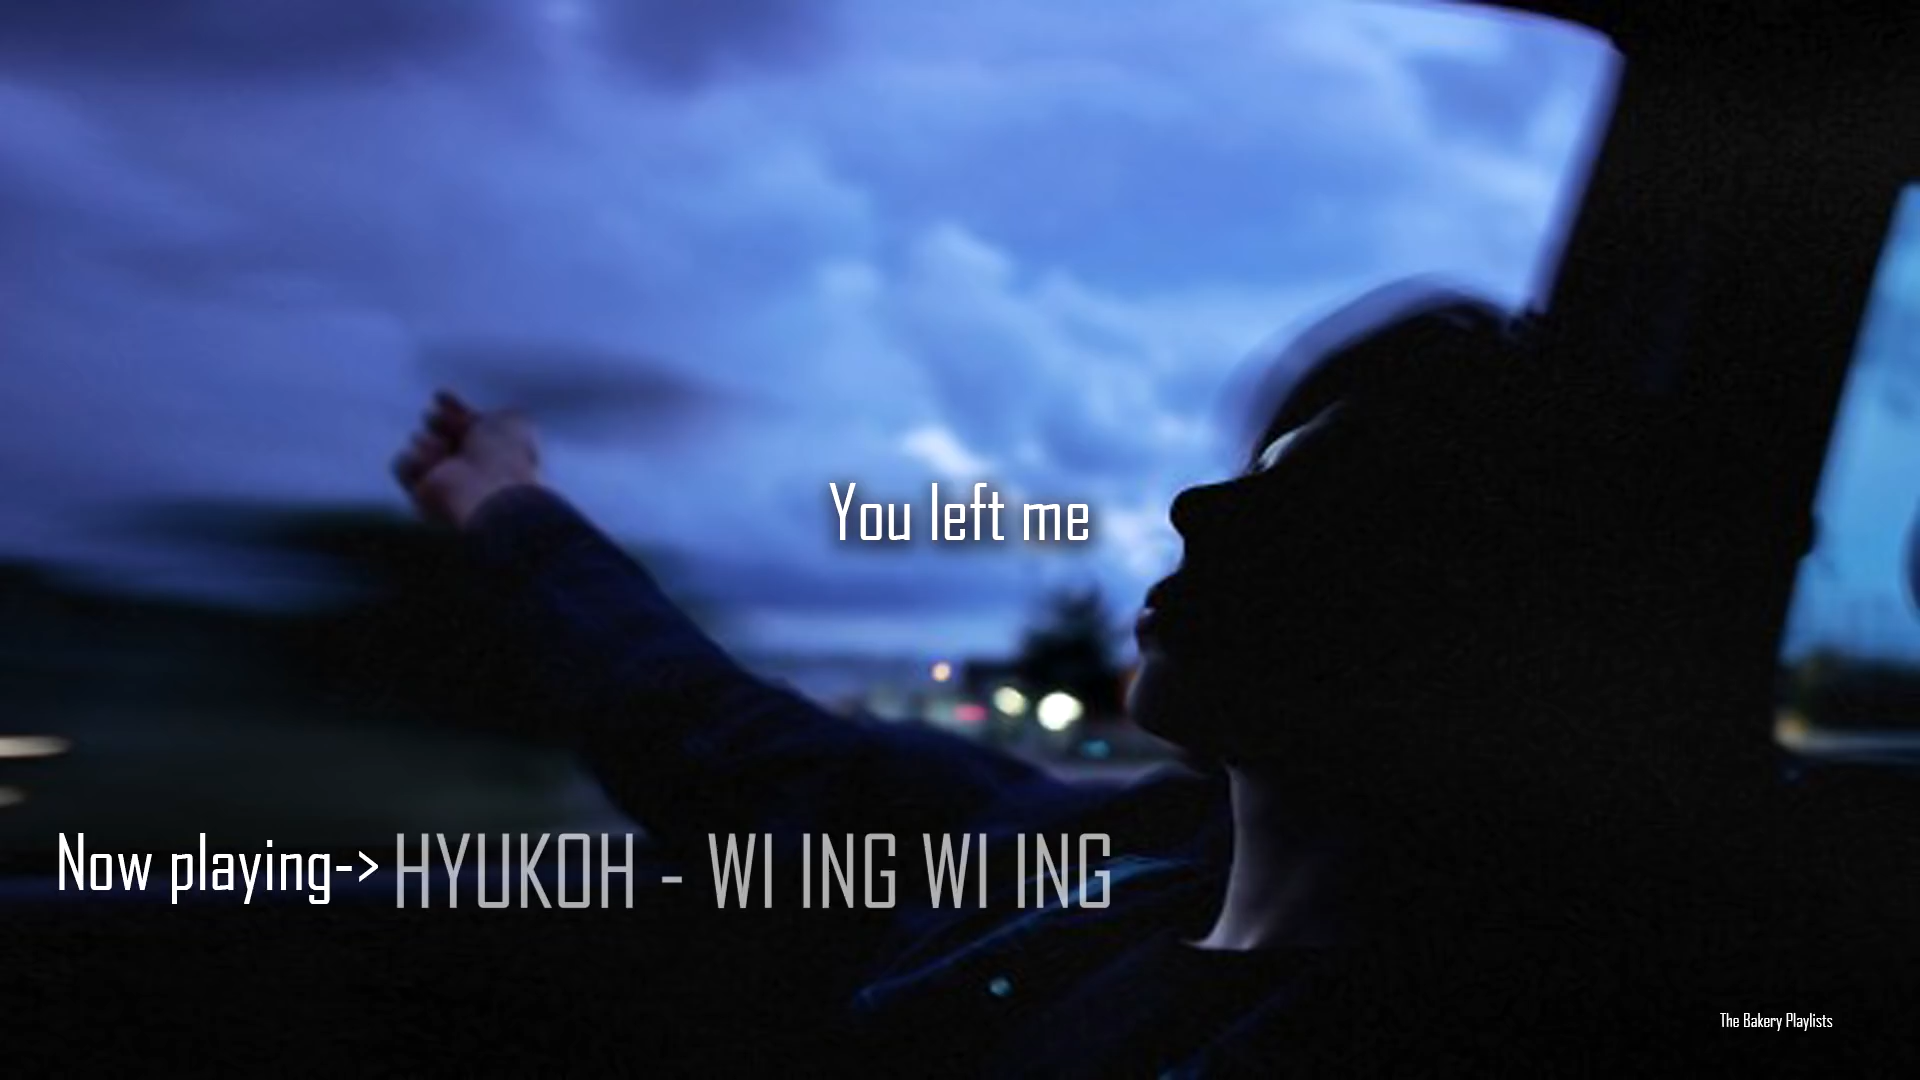 You left me
Now playing-> HYUKOH - WI ING WI ING
The Bakery Playlists